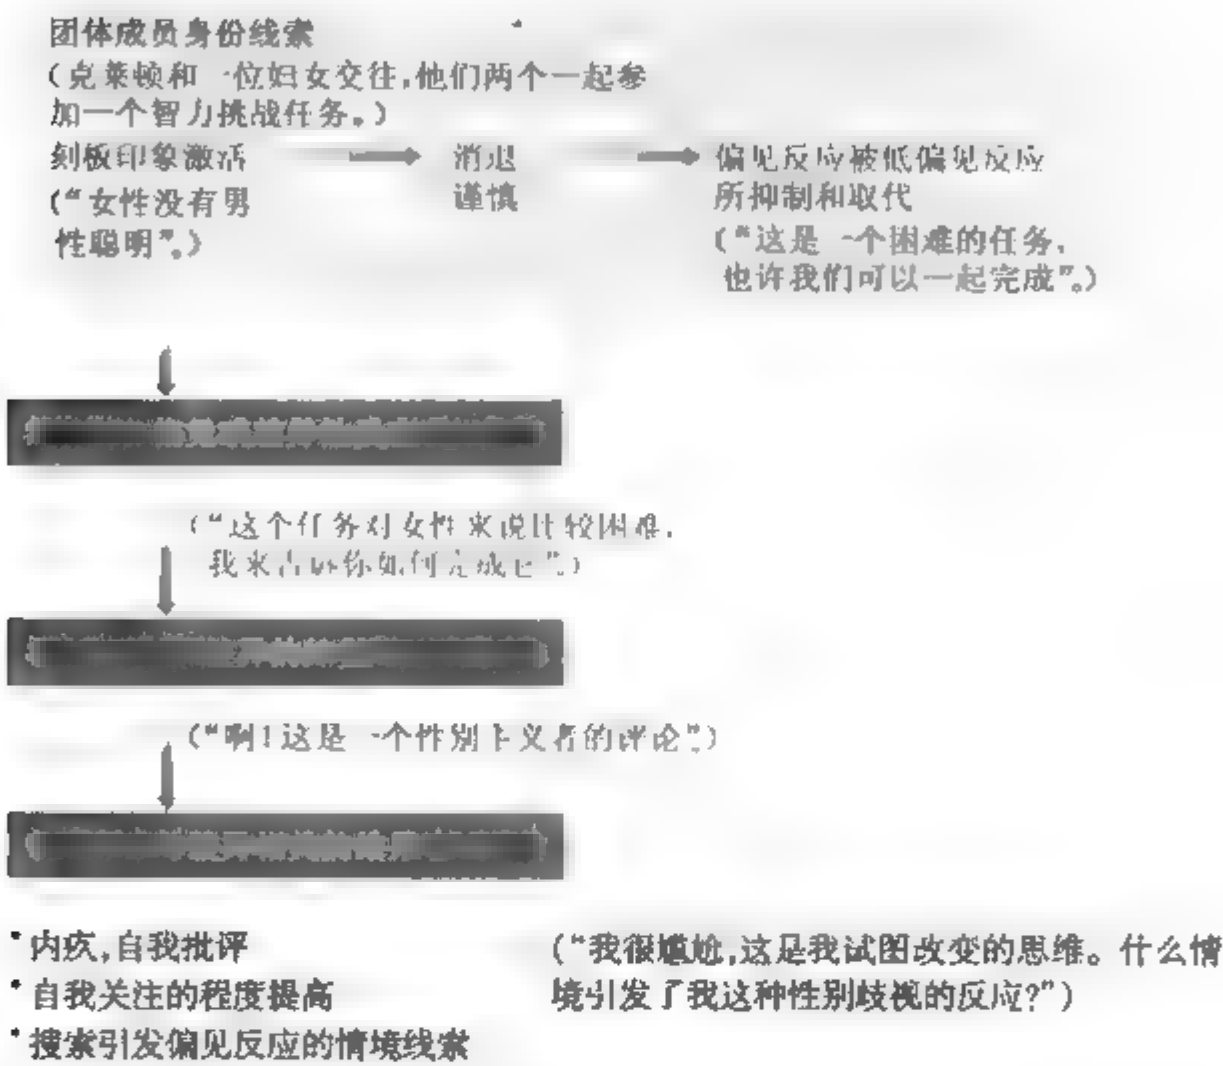 团体成员身份线索
(克莱顿和一位妇女交往,他们两个一起参
加一个智力挑战任务。)
刻板印象激活
消退
偏见反应被低偏见反应
("女性没有男
谨慎
所抑制和取代
性聪明"。)
("这是一个困难的任务,
也许我们可以一起完成"。)
("这个任务对女性来说比较困难,
我来告诉你如何完成它"。)
("啊!这是一个性别主义者的评论"。)
•内疚,自我批评
("我很尴尬,这是我试图改变的思维。什么情
•自我关注的程度提高
境引发了我这种性别歧视的反应?")
•搜索引发偏见反应的情境线索